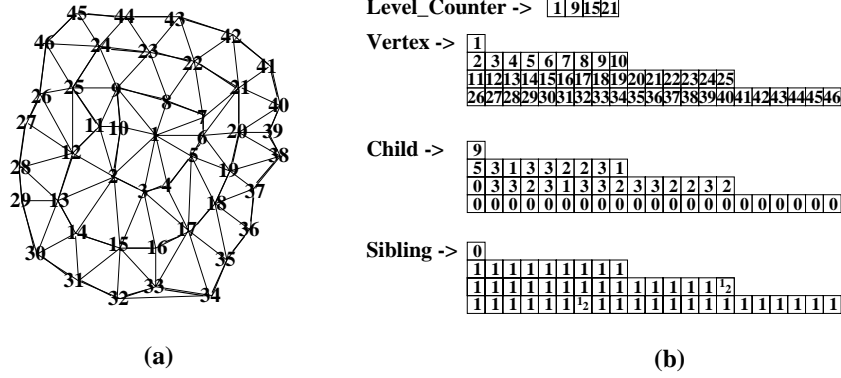 45 44 43
46 24 23 42
22 41
25 9 21
26 8 40
27 11 10 7
1 6 20 39
12 5 38
28 2 19
3 4 37
29 13 18
14 17 36
15 16
30 35
31 33
32 34
(a)
Level_Counter -> 1 9 15 21
Vertex -> 1
2 3 4 5 6 7 8 9 10
11 12 13 14 15 16 17 18 19 20 21 22 23 24 25
26 27 28 29 30 31 32 33 34 35 36 37 38 39 40 41 42 43 44 45 46
Child -> 9
5 3 1 3 3 2 2 3 1
0 3 3 2 3 1 3 3 2 3 3 2 2 3 2
0 0 0 0 0 0 0 0 0 0 0 0 0 0 0 0 0 0 0 0 0
Sibling -> 0
1 1 1 1 1 1 1 1 1
1 1 1 1 1 1 1 1 1 1 1 1 1 1 1₂
1 1 1 1 1 1 1₂ 1 1 1 1 1 1 1 1 1 1 1 1 1 1
(b)